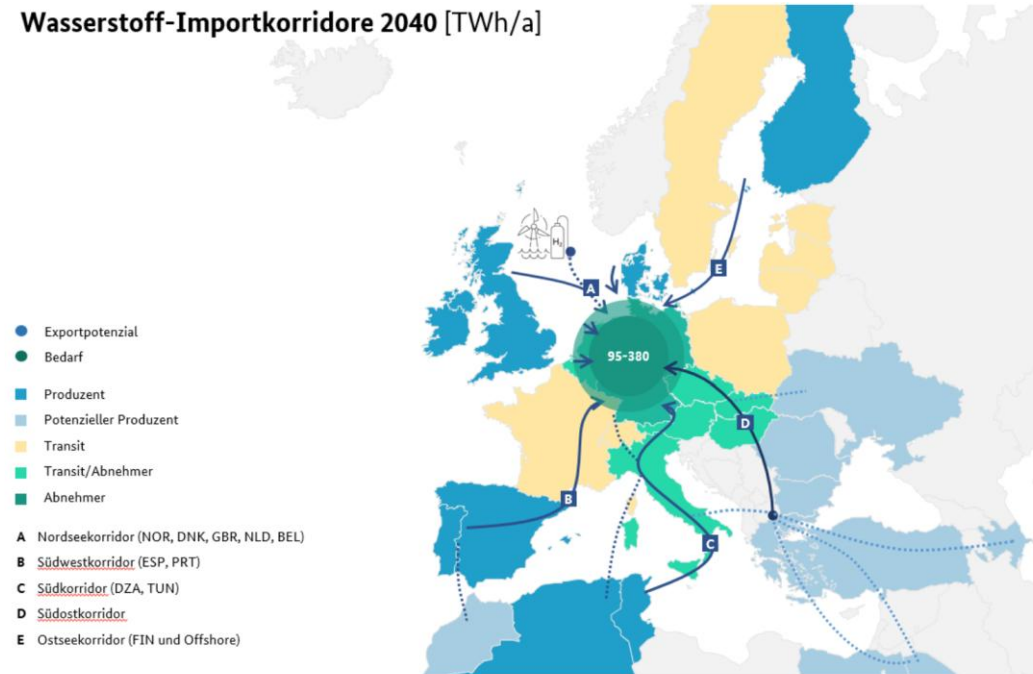 Wasserstoff-Importkorridore 2040 [TWh/a]
H₂
A
E
95-380
Exportpotenzial
Bedarf
Produzent
Potenzieller Produzent
Transit
Transit/Abnehmer
Abnehmer
D
B
C
A Nordseekorridor (NOR, DNK, GBR, NLD, BEL)
B Südwestkorridor (ESP, PRT)
C Südkorridor (DZA, TUN)
D Südostkorridor
E Ostseekorridor (FIN und Offshore)